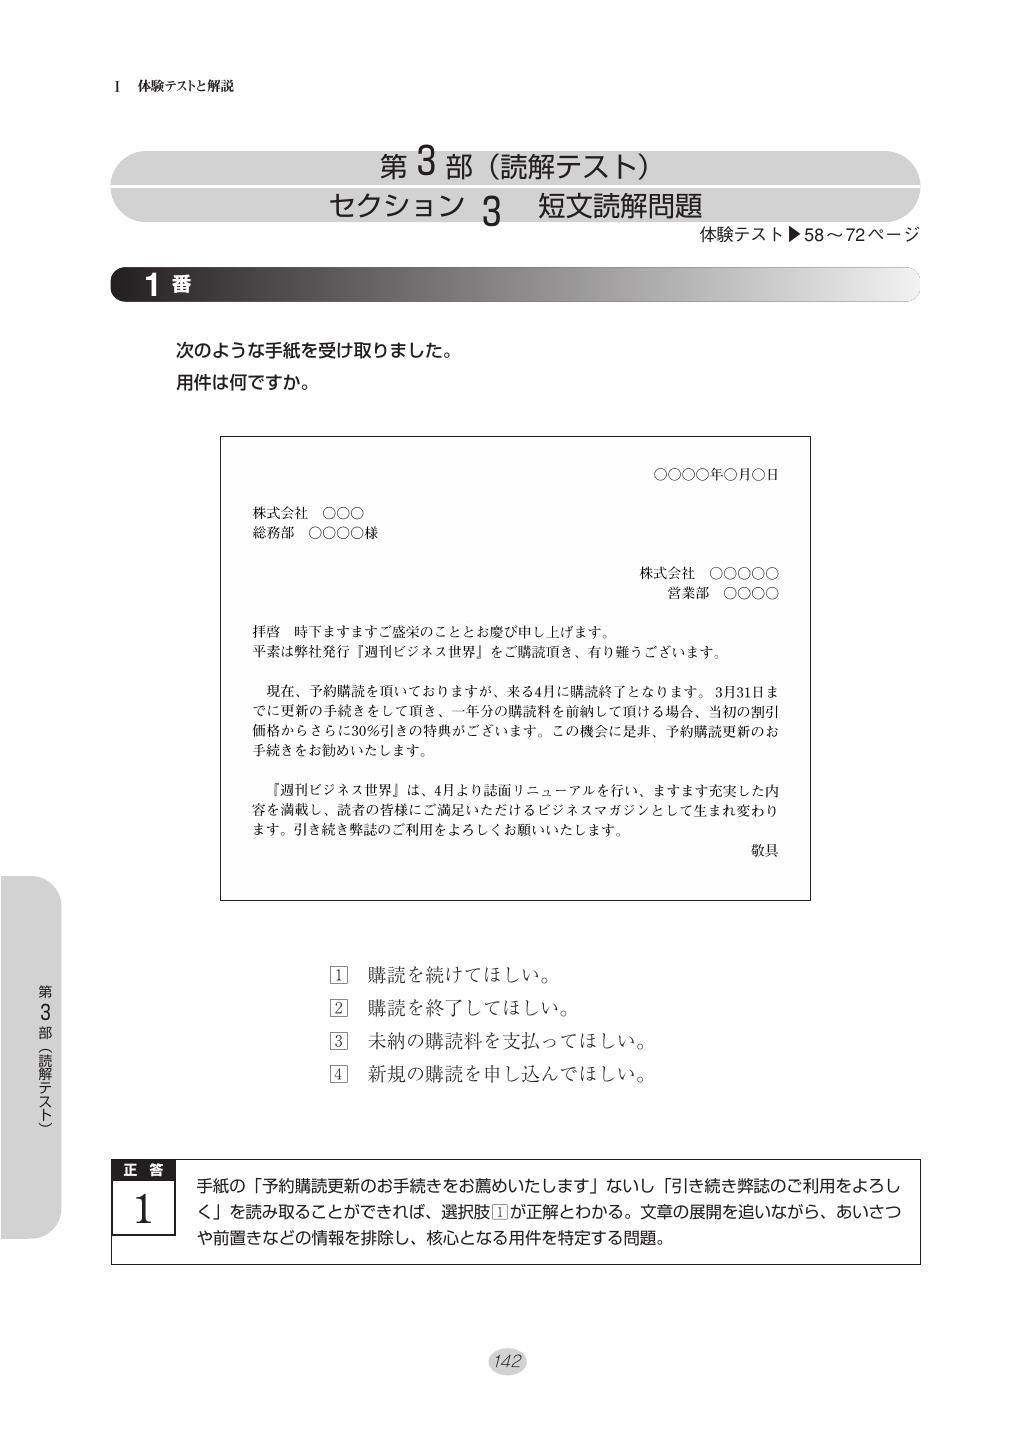 I　体験テストと解説
第3部（読解テスト）
セクション 3　短文読解問題
体験テスト▶58〜72ページ
1 番
次のような手紙を受け取りました。
用件は何ですか。
○○○○年○月○日
株式会社　○○○
総務部　○○○○様
株式会社　○○○○○
営業部　○○○○
拝啓　時下ますますご盛栄のこととお慶び申し上げます。
平素は弊社発行『週刊ビジネス世界』をご購読頂き、有り難うございます。
現在、予約購読を頂いておりますが、来る4月に購読終了となります。3月31日ま
でに更新の手続きをして頂き、一年分の購読料を前納して頂ける場合、当初の割引
価格からさらに30%引きの特典がございます。この機会に是非、予約購読更新のお
手続きをお勧めいたします。
『週刊ビジネス世界』は、4月より誌面リニューアルを行い、ますます充実した内
容を満載し、読者の皆様にご満足いただけるビジネスマガジンとして生まれ変わり
ます。引き続き弊誌のご利用をよろしくお願いいたします。
敬具
1　購読を続けてほしい。
2　購読を終了してほしい。
3　未納の購読料を支払ってほしい。
4　新規の購読を申し込んでほしい。
第3部（読解テスト）
正 答
1
手紙の「予約購読更新のお手続きをお薦めいたします」ないし「引き続き弊誌のご利用をよろし
く」を読み取ることができれば、選択肢1が正解とわかる。文章の展開を追いながら、あいさつ
や前置きなどの情報を排除し、核心となる用件を特定する問題。
142